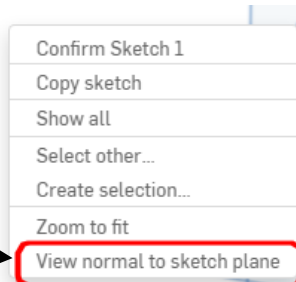 Confirm Sketch 1
Copy sketch
Show all
Select other...
Create selection...
Zoom to fit
View normal to sketch plane